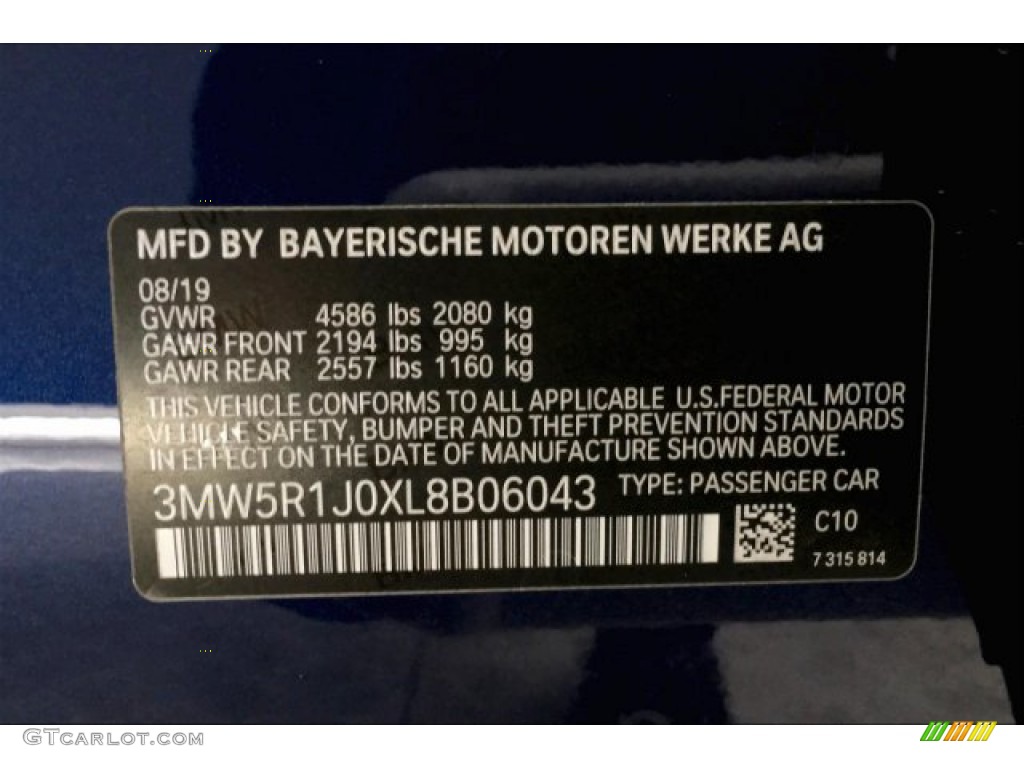 MFD BY BAYERISCHE MOTOREN WERKE AG
08/19
GVWR 4586 lbs 2080 kg
GAWR FRONT 2194 lbs 995 kg
GAWR REAR 2557 lbs 1160 kg
THIS VEHICLE CONFORMS TO ALL APPLICABLE U.S.FEDERAL MOTOR
VEHICLE SAFETY, BUMPER AND THEFT PREVENTION STANDARDS
IN EFFECT ON THE DATE OF MANUFACTURE SHOWN ABOVE.
3MW5R1J0XL8B06043 TYPE: PASSENGER CAR
C10
7 315 814
GTCARLOT.COM